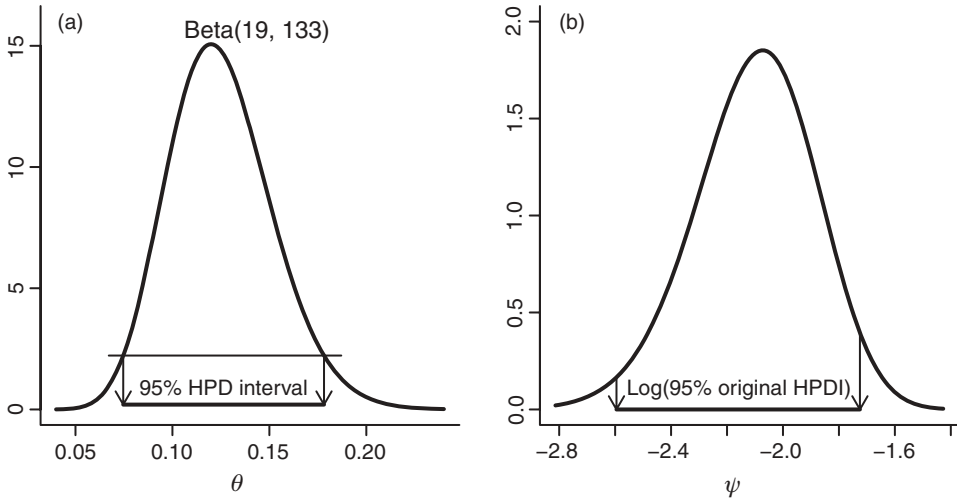 (a)
Beta(19, 133)
15
10
5
0
95% HPD interval
0.05 0.10 0.15 0.20
θ
(b)
2.0
1.5
1.0
0.5
0.0
Log(95% original HPDI)
−2.8 −2.4 −2.0 −1.6
ψ